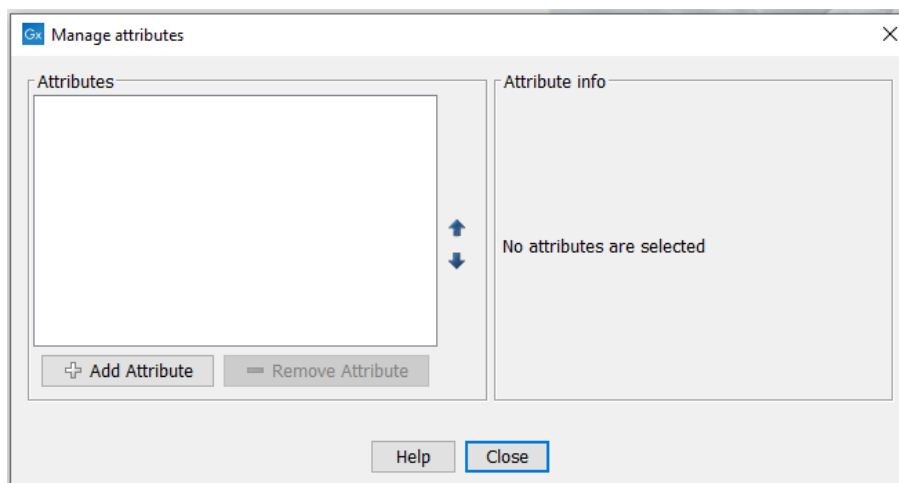 Gx Manage attributes
Attributes
Add Attribute
Remove Attribute
Attribute info
No attributes are selected
Help
Close